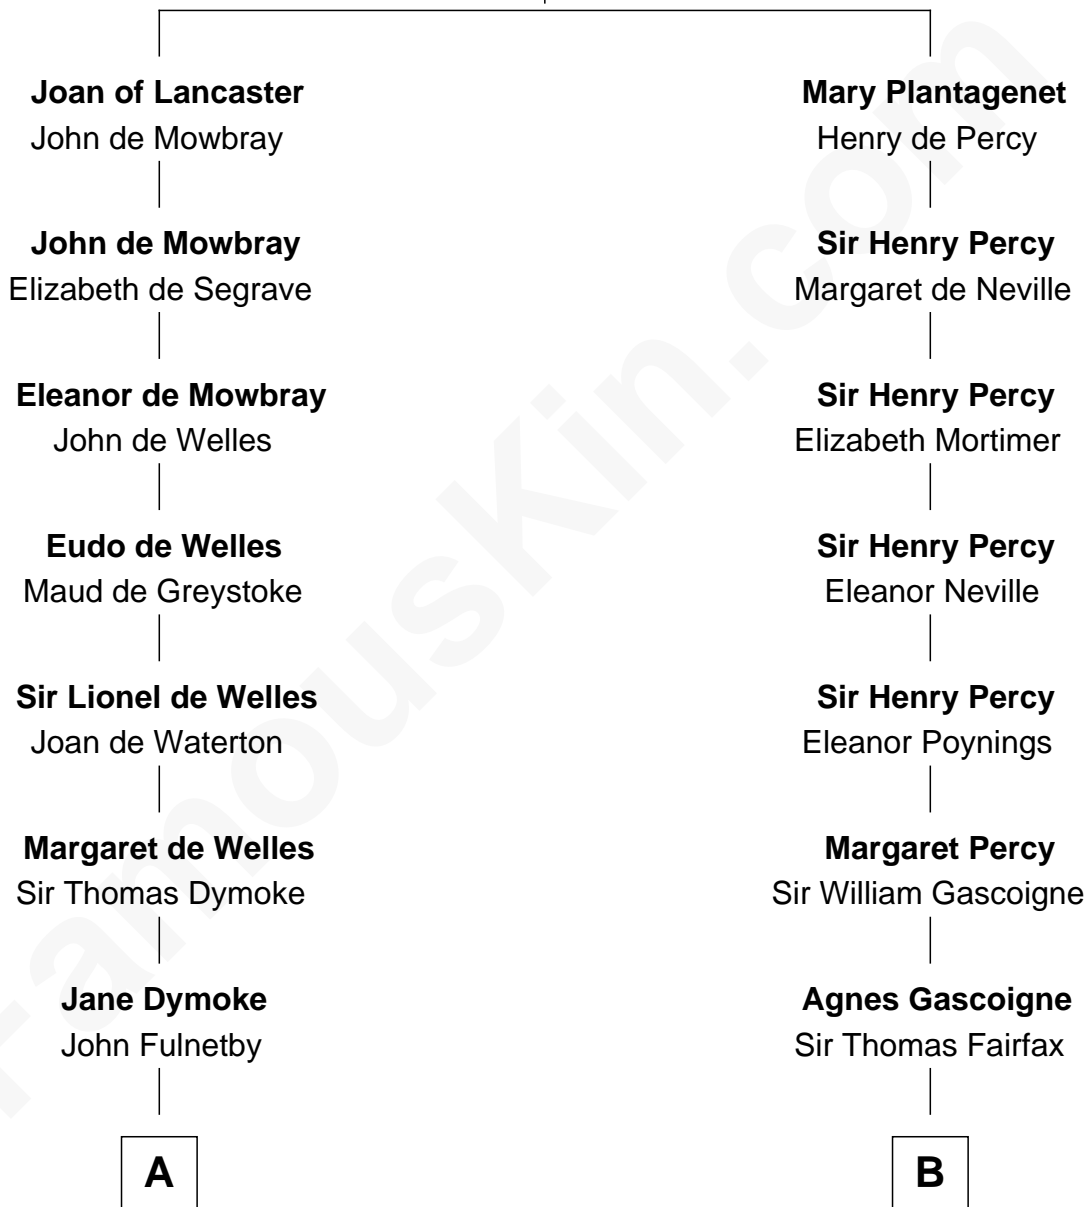 Joan of Lancaster
John de Mowbray
Mary Plantagenet
Henry de Percy
John de Mowbray
Elizabeth de Segrave
Sir Henry Percy
Margaret de Neville
Eleanor de Mowbray
John de Welles
Sir Henry Percy
Elizabeth Mortimer
Eudo de Welles
Maud de Greystoke
Sir Henry Percy
Eleanor Neville
Sir Lionel de Welles
Joan de Waterton
Sir Henry Percy
Eleanor Poynings
Margaret de Welles
Sir Thomas Dymoke
Margaret Percy
Sir William Gascoigne
Jane Dymoke
John Fulnetby
Agnes Gascoigne
Sir Thomas Fairfax
A
B
FamousKin.com